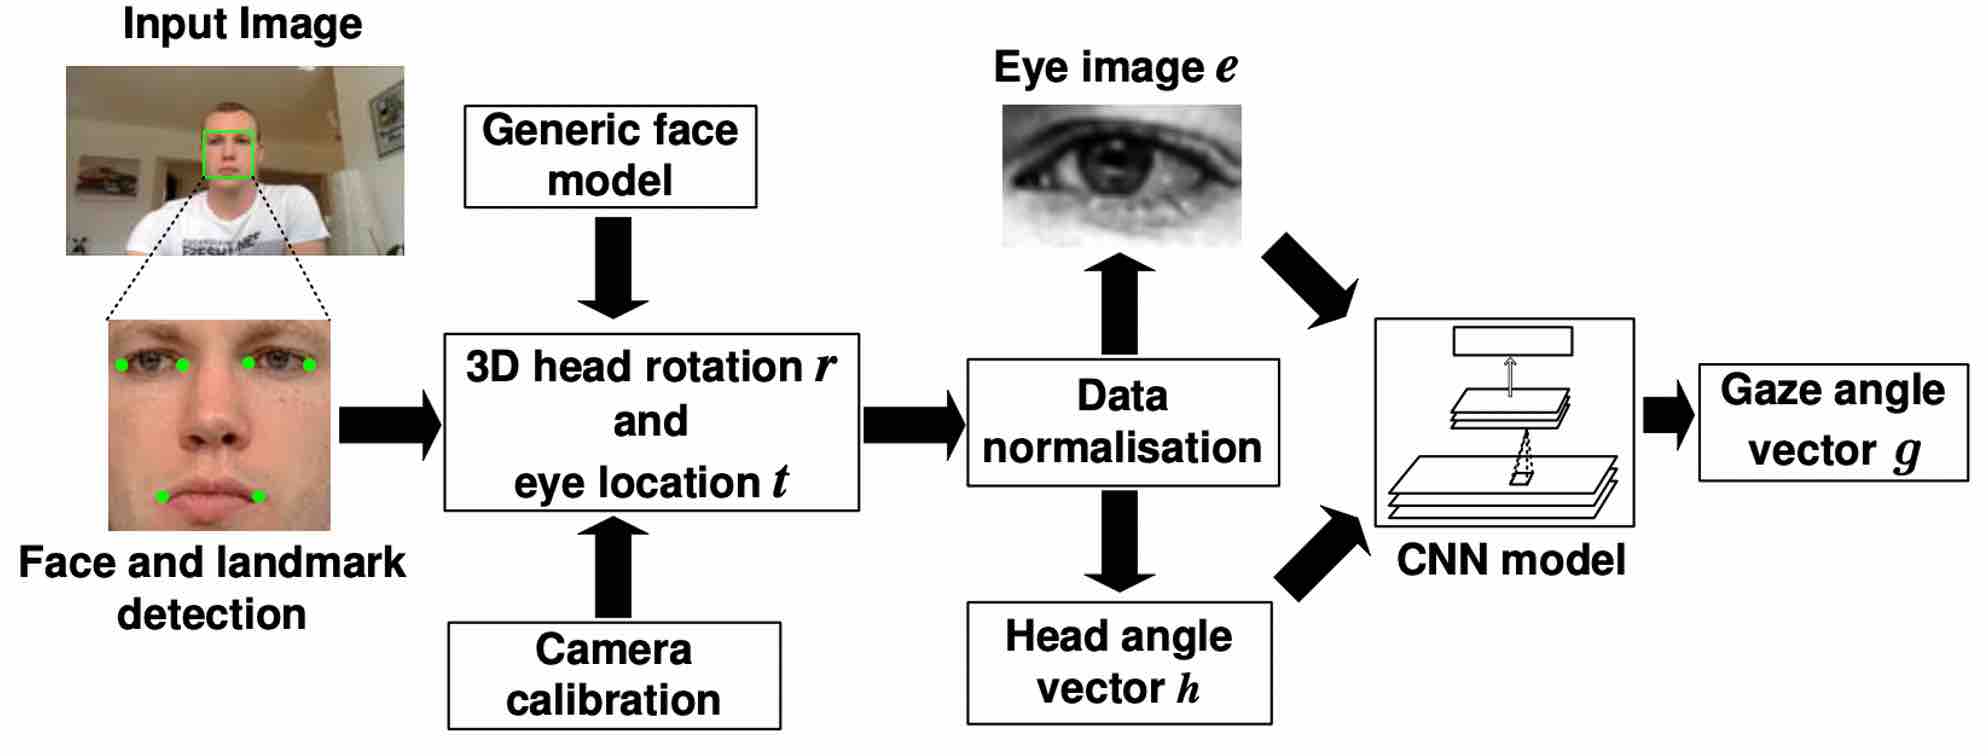 Input Image
Face and landmark
detection
Generic face
model
3D head rotation r
and
eye location t
Camera
calibration
Eye image e
Data
normalisation
Head angle
vector h
CNN model
Gaze angle
vector g